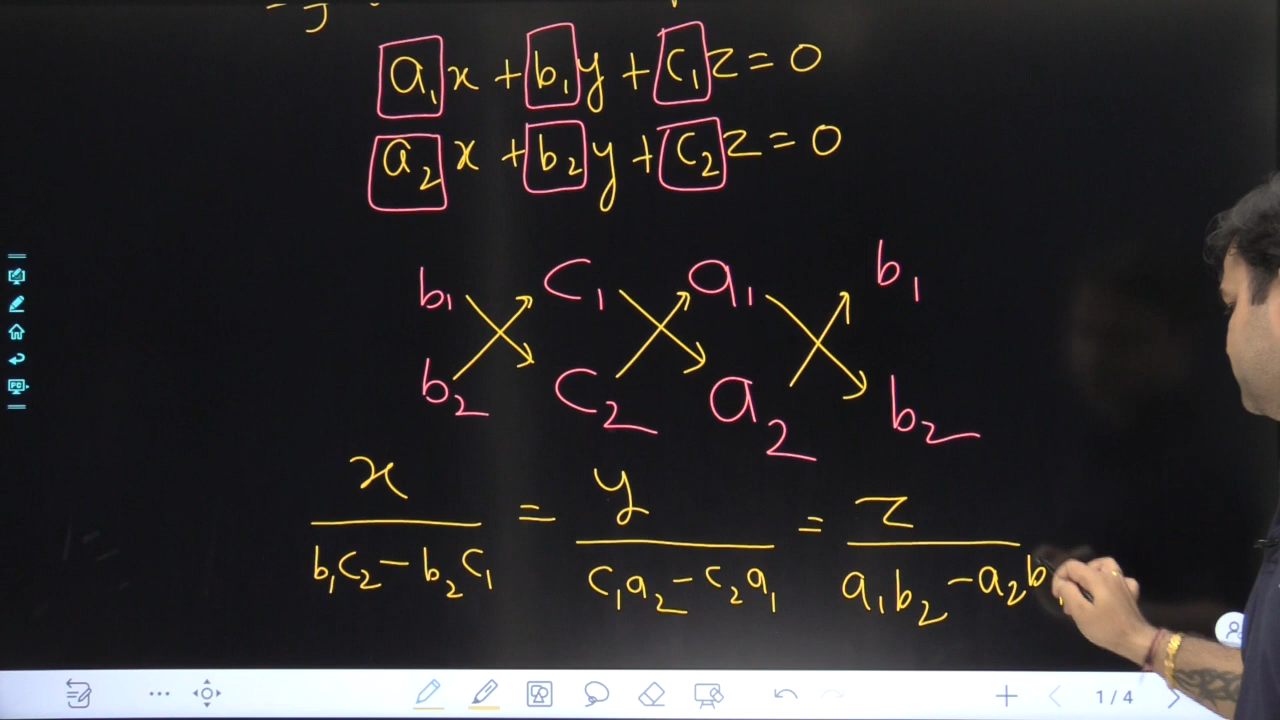 a₁x + b₁y + c₁z = 0
a₂x + b₂y + c₂z = 0
b₁ c₁ a₁ b₁
b₂ c₂ a₂ b₂
x = y = z
b₁c₂ - b₂c₁ c₁a₂ - c₂a₁ a₁b₂ - a₂b
PC
1/4